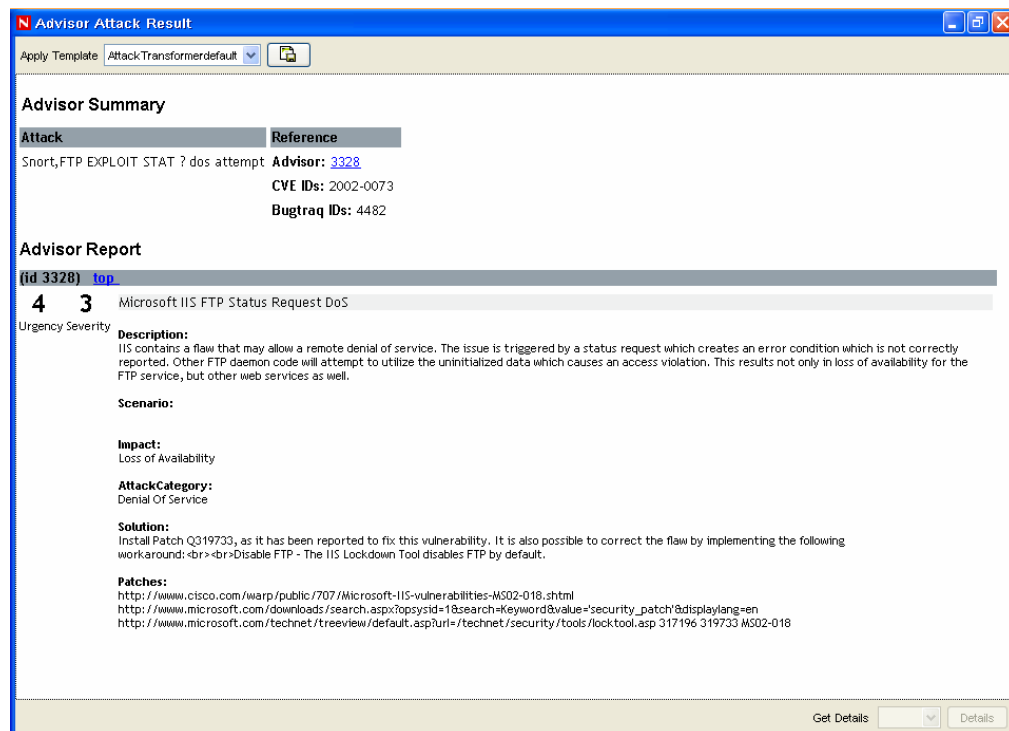 N Advisor Attack Result
Apply Template AttackTransformerdefault
Advisor Summary
Attack Reference
Snort,FTP EXPLOIT STAT ? dos attempt Advisor: 3328
CVE IDs: 2002-0073
Bugtraq IDs: 4482
Advisor Report
(id 3328) top
4 3 Microsoft IIS FTP Status Request DoS
Urgency Severity
Description:
IIS contains a flaw that may allow a remote denial of service. The issue is triggered by a status request which creates an error condition which is not correctly
reported. Other FTP daemon code will attempt to utilize the uninitialized data which causes an access violation. This results not only in loss of availability for the
FTP service, but other web services as well.
Scenario:
Impact:
Loss of Availability
AttackCategory:
Denial Of Service
Solution:
Install Patch Q319733, as it has been reported to fix this vulnerability. It is also possible to correct the flaw by implementing the following
workaround: <br><br>Disable FTP - The IIS Lockdown Tool disables FTP by default.
Patches:
http://www.cisco.com/warp/public/707/Microsoft-IIS-vulnerabilities-MS02-018.shtml
http://www.microsoft.com/downloads/search.aspx?opsysid=1&search=Keyword&value='security_patch'&displaylang=en
http://www.microsoft.com/technet/treeview/default.asp?url=/technet/security/tools/locktool.asp 317196 319733 MS02-018
Get Details Details